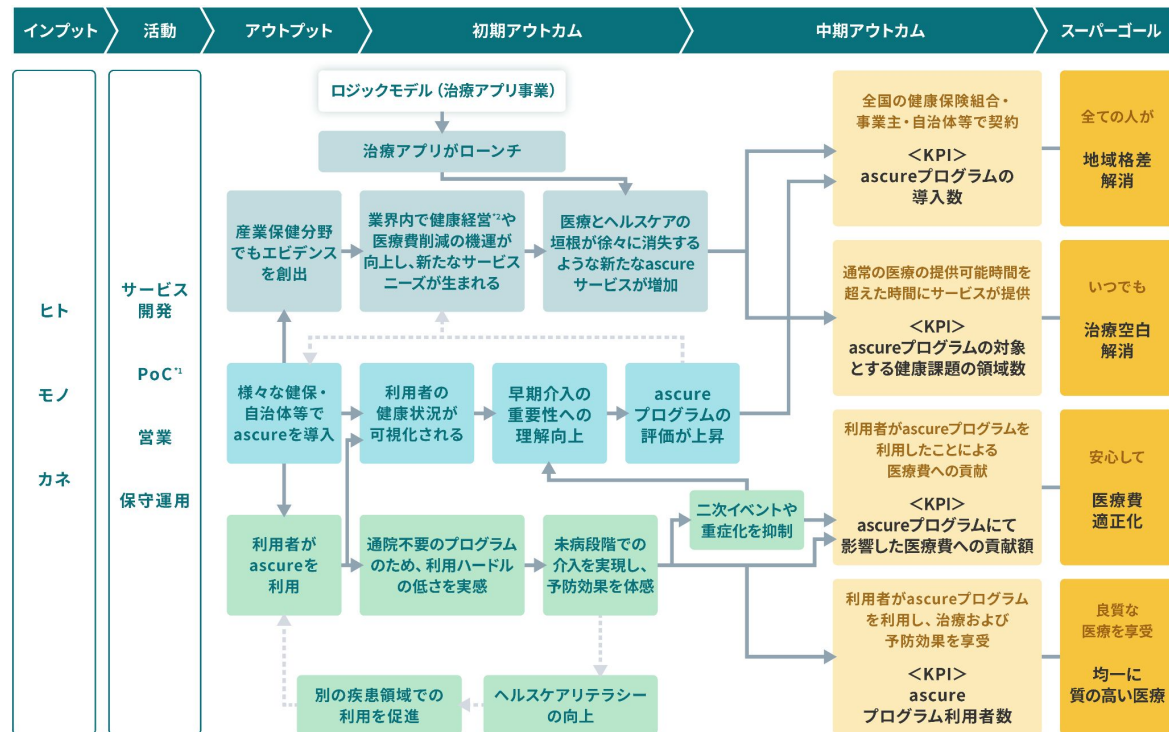 インプット
活動
アウトプット
初期アウトカム
中期アウトカム
スーパーゴール
ヒト
モノ
カネ
サービス
開発
PoC*1
営業
保守運用
ロジックモデル（治療アプリ事業）
治療アプリがローンチ
産業保健分野
でもエビデンス
を創出
業界内で健康経営*2や
医療費削減の機運が
向上し、新たなサービス
ニーズが生まれる
医療とヘルスケアの
垣根が徐々に消失する
ような新たなascure
サービスが増加
様々な健保・
自治体等で
ascureを導入
利用者の
健康状況が
可視化される
早期介入の
重要性への
理解向上
ascure
プログラムの
評価が上昇
利用者が
ascureを
利用
通院不要のプログラム
のため、利用ハードル
の低さを実感
未病段階での
介入を実現し、
予防効果を体感
二次イベントや
重症化を抑制
別の疾患領域での
利用を促進
ヘルスケアリテラシー
の向上
全国の健康保険組合・
事業主・自治体等で契約
＜KPI＞
ascureプログラムの
導入数
通常の医療の提供可能時間を
超えた時間にサービスが提供
＜KPI＞
ascureプログラムの対象
とする健康課題の領域数
利用者がascureプログラムを
利用したことによる
医療費への貢献
＜KPI＞
ascureプログラムにて
影響した医療費への貢献額
利用者がascureプログラム
を利用し、治療および
予防効果を享受
＜KPI＞
ascure
プログラム利用者数
全ての人が
地域格差
解消
いつでも
治療空白
解消
安心して
医療費
適正化
良質な
医療を享受
均一に
質の高い医療